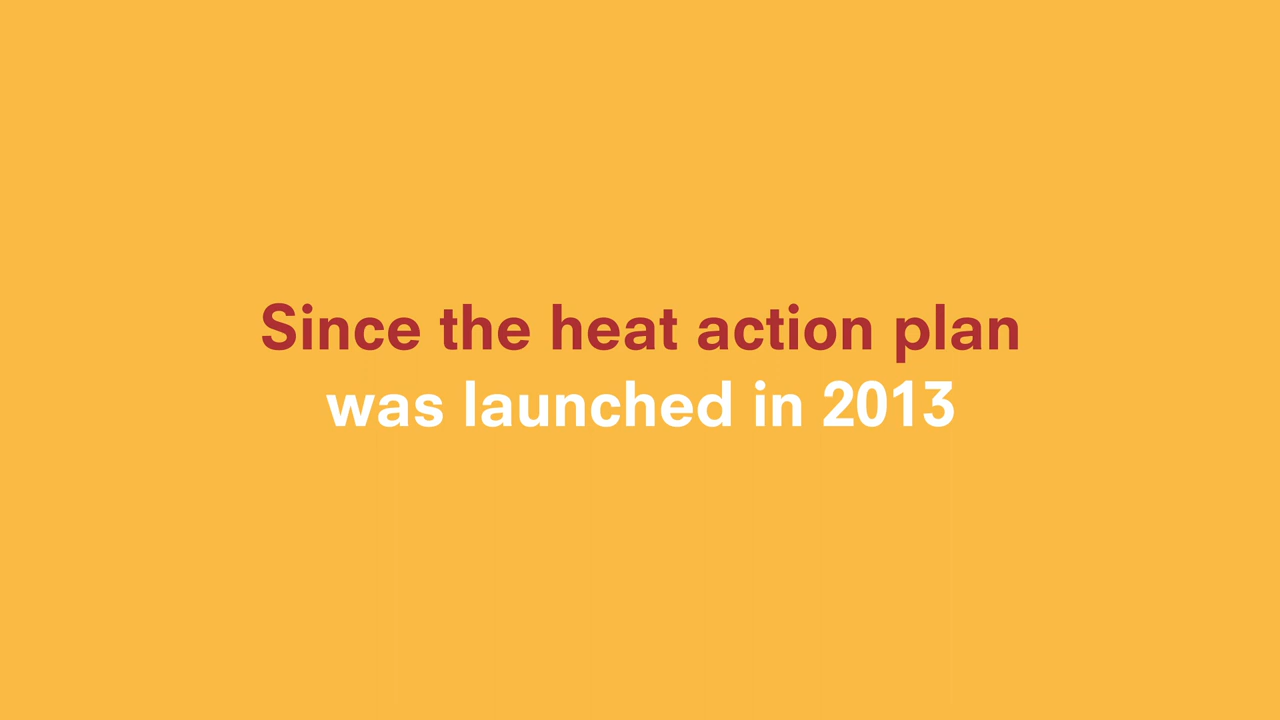 Since the heat action plan
was launched in 2013